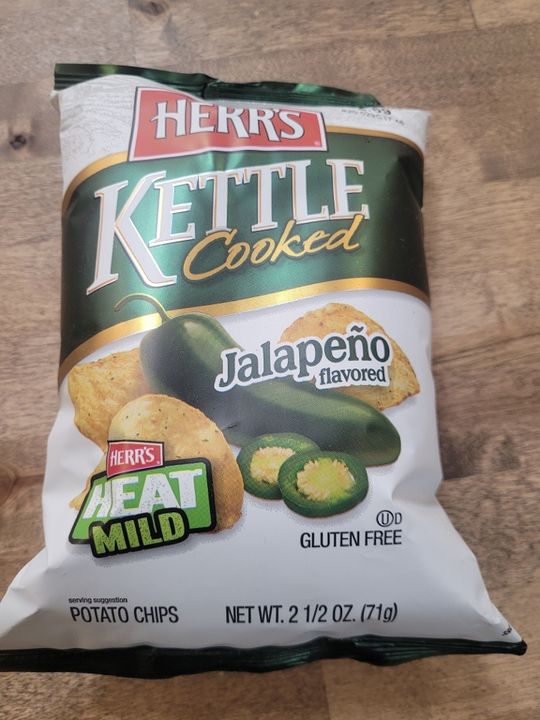 HERR'S
KETTLE
Cooked
Jalapeño
flavored
HERR'S
HEAT
MILD
UD
GLUTEN FREE
serving suggestion
POTATO CHIPS NET WT. 2 1/2 OZ. (71g)